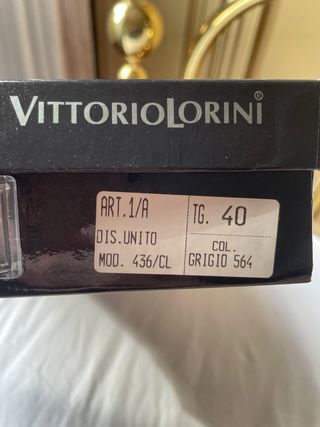 VITTORIOLORINI®
ART.1/A
DIS.UNITO
MOD. 436/CL
TG. 40
COL.
GRIGIO 564